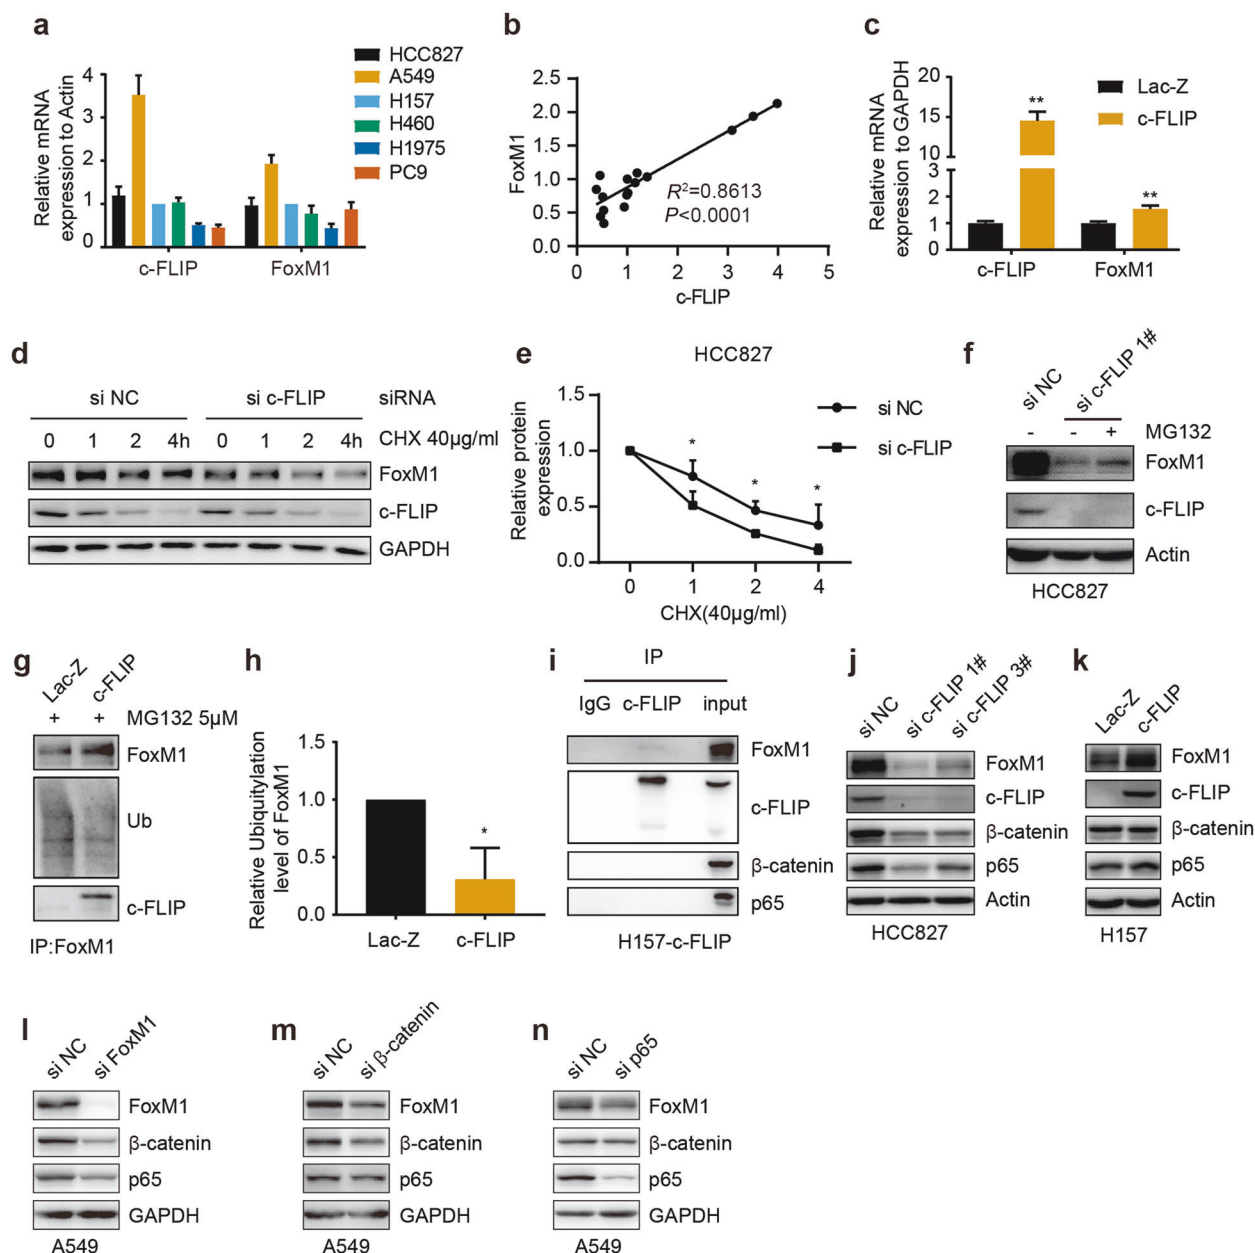 a
Relative mRNA
expression to Actin
4
2
1
0
c-FLIP
FoxM1
HCC827
A549
H157
H460
H1975
PC9
b
FoxM1
2.5
2.0
1.5
1.0
0.5
0.0
R²=0.8613
P<0.0001
0 1 2 3 4 5
c-FLIP
c
Relative mRNA
expression to GAPDH
20
15
10
3
2
1
0
**
**
c-FLIP
FoxM1
Lac-Z
c-FLIP
d
si NC si c-FLIP siRNA
0 1 2 4h 0 1 2 4h CHX 40µg/ml
FoxM1
c-FLIP
GAPDH
e
HCC827
Relative protein
expression
1.5
1.0
0.5
0.0
*
*
*
0 1 2 4
CHX(40µg/ml)
si NC
si c-FLIP
f
si NC
si c-FLIP 1#
- - + MG132
FoxM1
c-FLIP
Actin
HCC827
g
Lac-Z
c-FLIP
+ + MG132 5µM
FoxM1
Ub
c-FLIP
IP:FoxM1
h
Relative Ubiquitylation
level of FoxM1
1.5
1.0
0.5
0.0
*
Lac-Z c-FLIP
i
IP
IgG c-FLIP input
FoxM1
c-FLIP
β-catenin
p65
H157-c-FLIP
j
si NC
si c-FLIP 1#
si c-FLIP 3#
FoxM1
c-FLIP
β-catenin
p65
Actin
HCC827
k
Lac-Z
c-FLIP
FoxM1
c-FLIP
β-catenin
p65
Actin
H157
l
si NC
si FoxM1
FoxM1
β-catenin
p65
GAPDH
A549
m
si NC
si β-catenin
FoxM1
β-catenin
p65
GAPDH
A549
n
si NC
si p65
FoxM1
β-catenin
p65
GAPDH
A549